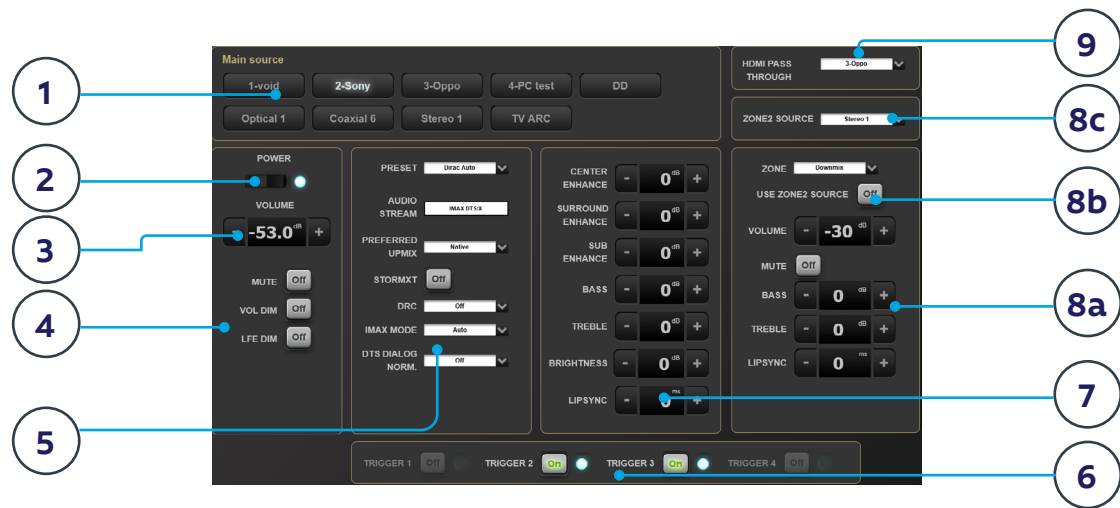 Main source
1-void
2-Sony
3-Oppo
4-PC test
DD
Optical 1
Coaxial 6
Stereo 1
TV ARC
HDMI PASS
THROUGH
3-Oppo
ZONE2 SOURCE
Stereo 1
POWER
VOLUME
- -53.0 dB +
MUTE Off
VOL DIM Off
LFE DIM Off
PRESET Dirac Auto
AUDIO
STREAM
IMAX DTS:X
PREFERRED
UPMIX
Native
STORMXT Off
DRC Off
IMAX MODE Auto
DTS DIALOG
NORM.
Off
CENTER
ENHANCE
- 0 dB +
SURROUND
ENHANCE
- 0 dB +
SUB
ENHANCE
- 0 dB +
BASS - 0 dB +
TREBLE - 0 dB +
BRIGHTNESS - 0 dB +
LIPSYNC - 0 ms +
ZONE Downmix
USE ZONE2 SOURCE Off
VOLUME - -30 dB +
MUTE Off
BASS - 0 dB +
TREBLE - 0 dB +
LIPSYNC - 0 ms +
TRIGGER 1 Off
TRIGGER 2 On
TRIGGER 3 On
TRIGGER 4 Off
1
2
3
4
5
9
8c
8b
8a
7
6